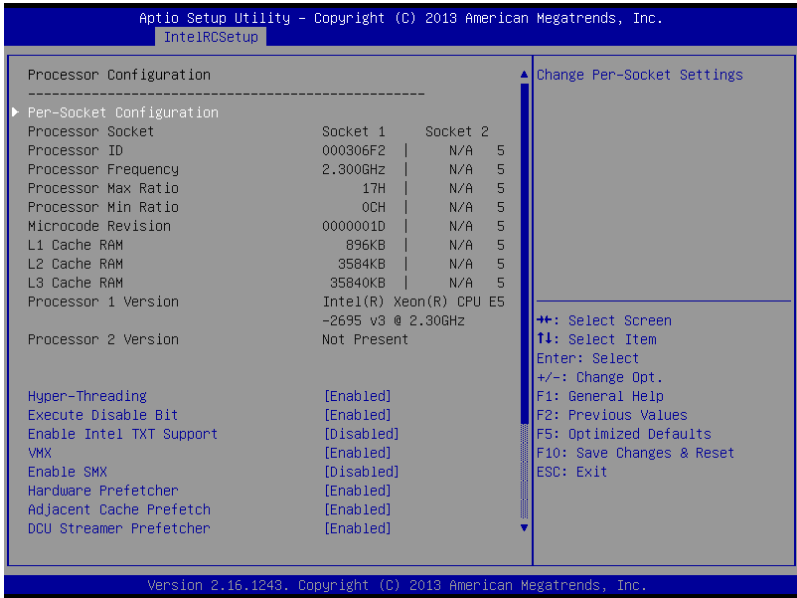 Aptio Setup Utility – Copyright (C) 2013 American Megatrends, Inc.
IntelRCSetup
Processor Configuration
--------------------------------------------------
Per-Socket Configuration
Processor Socket Socket 1 Socket 2
Processor ID 000306F2 | N/A 5
Processor Frequency 2.300GHz | N/A 5
Processor Max Ratio 17H | N/A 5
Processor Min Ratio 0CH | N/A 5
Microcode Revision 0000001D | N/A 5
L1 Cache RAM 896KB | N/A 5
L2 Cache RAM 3584KB | N/A 5
L3 Cache RAM 35840KB | N/A 5
Processor 1 Version Intel(R) Xeon(R) CPU E5
-2695 v3 @ 2.30GHz
Processor 2 Version Not Present
Hyper-Threading [Enabled]
Execute Disable Bit [Enabled]
Enable Intel TXT Support [Disabled]
VMX [Enabled]
Enable SMX [Disabled]
Hardware Prefetcher [Enabled]
Adjacent Cache Prefetch [Enabled]
DCU Streamer Prefetcher [Enabled]
Change Per-Socket Settings
→←: Select Screen
↑↓: Select Item
Enter: Select
+/-: Change Opt.
F1: General Help
F2: Previous Values
F5: Optimized Defaults
F10: Save Changes & Reset
ESC: Exit
Version 2.16.1243. Copyright (C) 2013 American Megatrends, Inc.